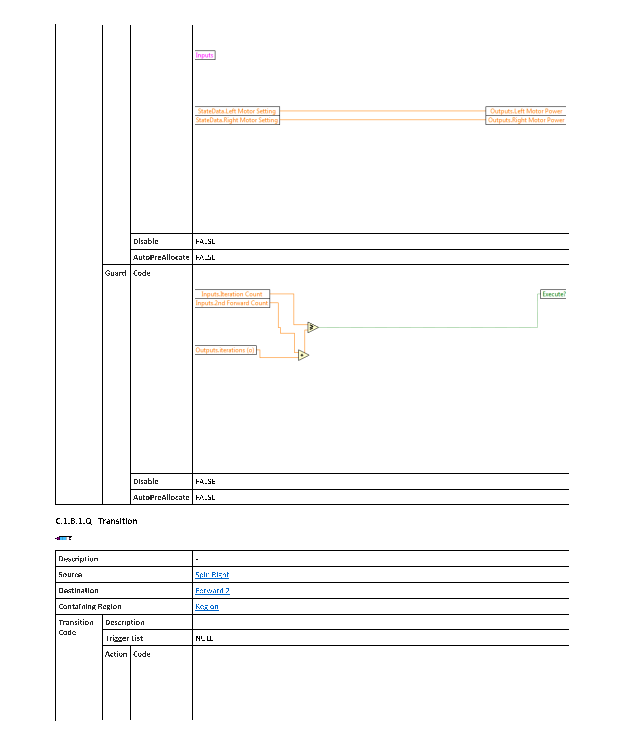 Inputs
StateData.Left Motor Setting
Outputs.Left Motor Power
StateData.Right Motor Setting
Outputs.Right Motor Power
Disable FALSE
AutoPreAllocate FALSE
Guard Code
Inputs.Iteration Count
Execute?
Inputs.2nd Forward Count
Outputs.Iterations (n)
Disable FALSE
AutoPreAllocate FALSE
C.1.B.1.Q Transition
Description -
Source Spin Right
Destination Forward 2
Containing Region Region
Transition Description
Code
Trigger List NULL
Action Code